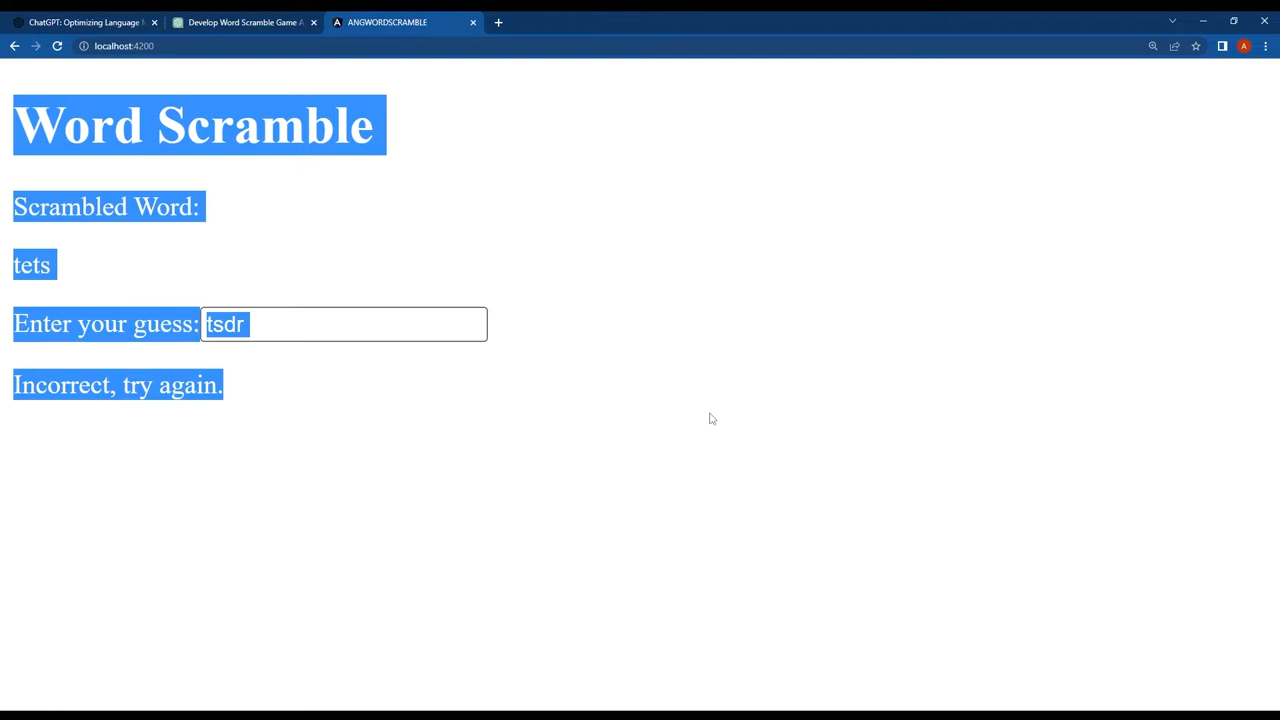 ChatGPT: Optimizing Language
Develop Word Scramble Game A
ANGWORDSCRAMBLE
localhost:4200
A
Word Scramble
Scrambled Word:
tets
Enter your guess: tsdr
Incorrect, try again.